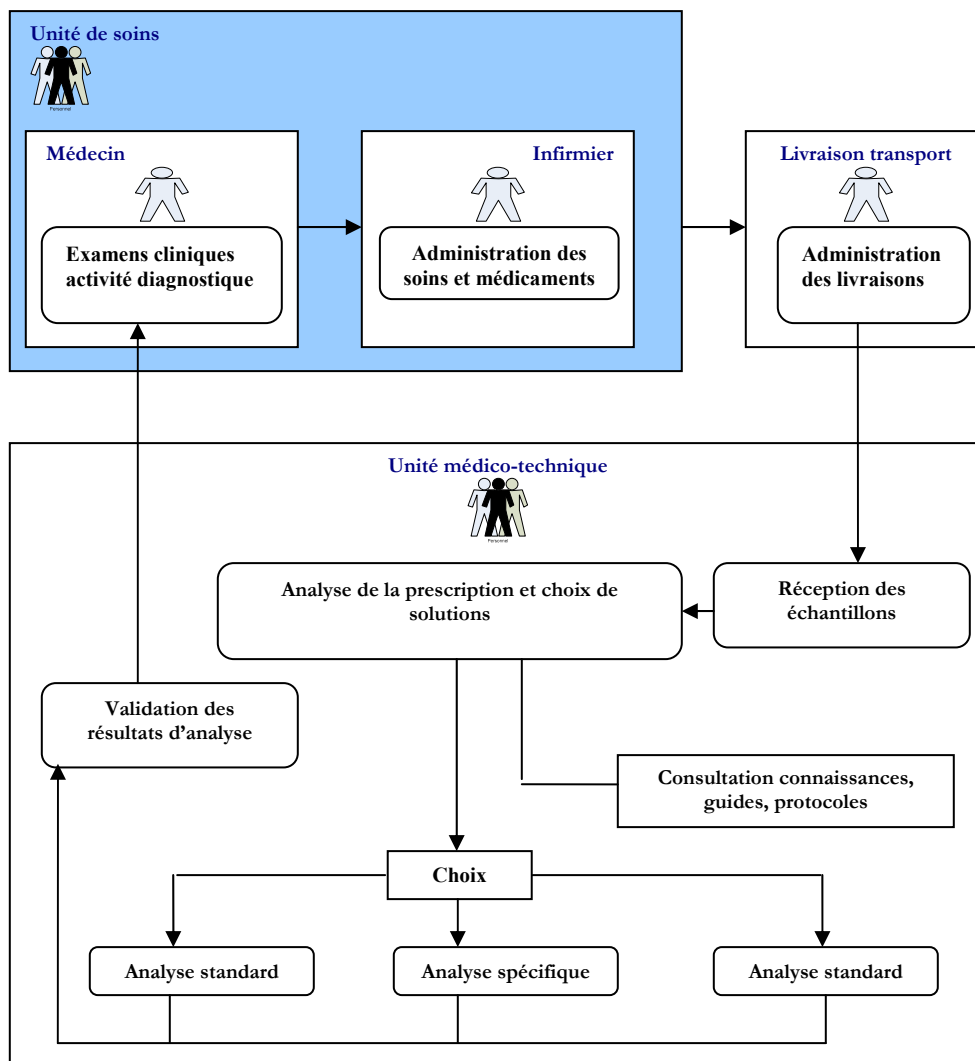 Unité de soins
Personnel
Médecin
Infirmier
Livraison transport
Examens cliniques
activité diagnostique
Administration des
soins et médicaments
Administration
des livraisons
Unité médico-technique
Personnel
Analyse de la prescription et choix de
solutions
Réception des
échantillons
Validation des
résultats d’analyse
Consultation connaissances,
guides, protocoles
Choix
Analyse standard
Analyse spécifique
Analyse standard